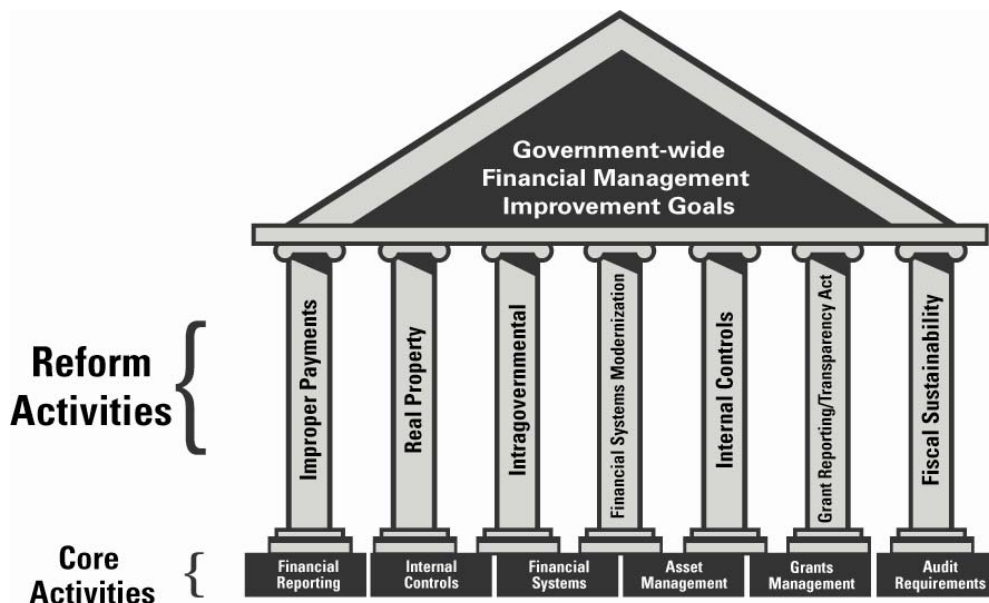 Government-wide
Financial Management
Improvement Goals
Reform
Activities
Improper Payments
Real Property
Intragovernmental
Financial Systems Modernization
Internal Controls
Grant Reporting/Transparency Act
Fiscal Sustainability
Core
Activities
Financial
Reporting
Internal
Controls
Financial
Systems
Asset
Management
Grants
Management
Audit
Requirements